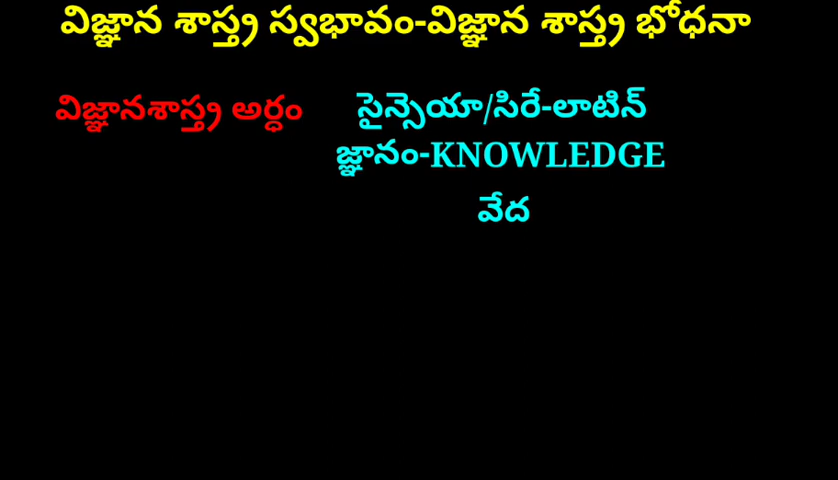 విజ్ఞాన శాస్త్ర స్వభావం-విజ్ఞాన శాస్త్ర భోధనా
విజ్ఞానశాస్త్ర అర్ధం
సైన్సెయా/సిరే-లాటిన్
జ్ఞానం-KNOWLEDGE
వేద